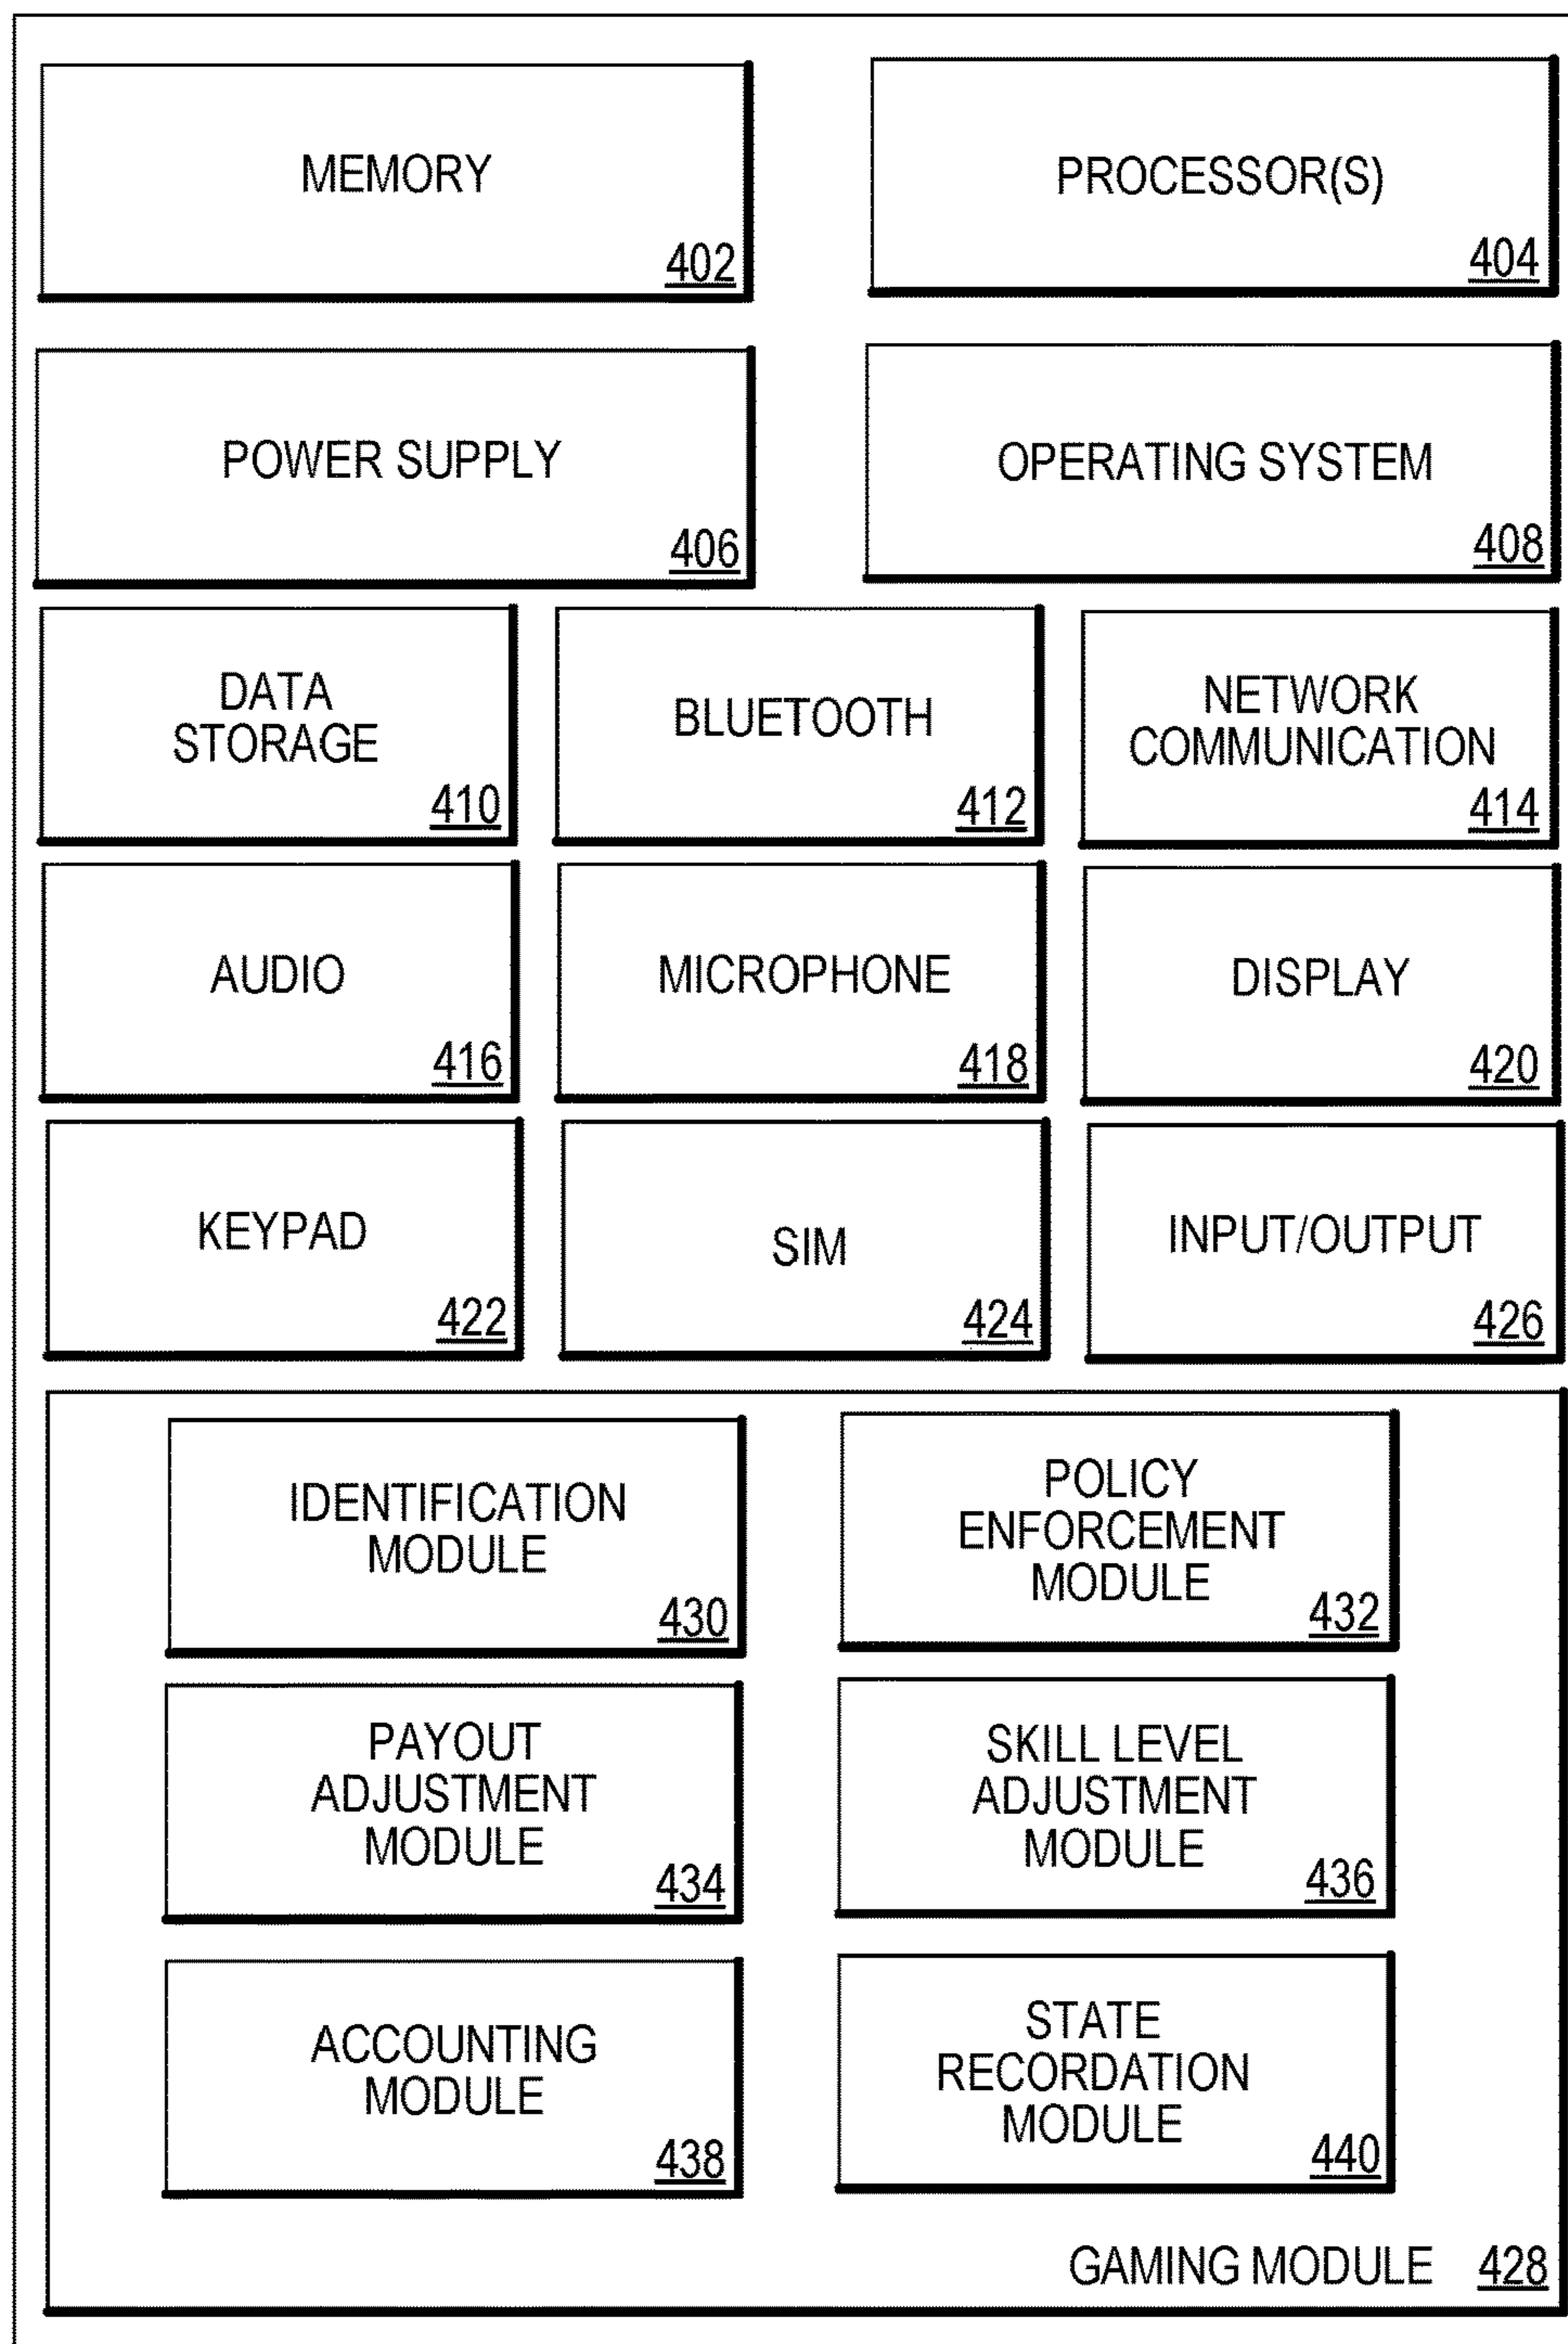 MEMORY
402
PROCESSOR(S)
404
POWER SUPPLY
406
OPERATING SYSTEM
408
DATA
STORAGE
410
BLUETOOTH
412
NETWORK
COMMUNICATION
414
AUDIO
416
MICROPHONE
418
DISPLAY
420
KEYPAD
422
SIM
424
INPUT/OUTPUT
426
IDENTIFICATION
MODULE
430
POLICY
ENFORCEMENT
MODULE
432
PAYOUT
ADJUSTMENT
MODULE
434
SKILL LEVEL
ADJUSTMENT
MODULE
436
ACCOUNTING
MODULE
438
STATE
RECORDATION
MODULE
440
GAMING MODULE 428